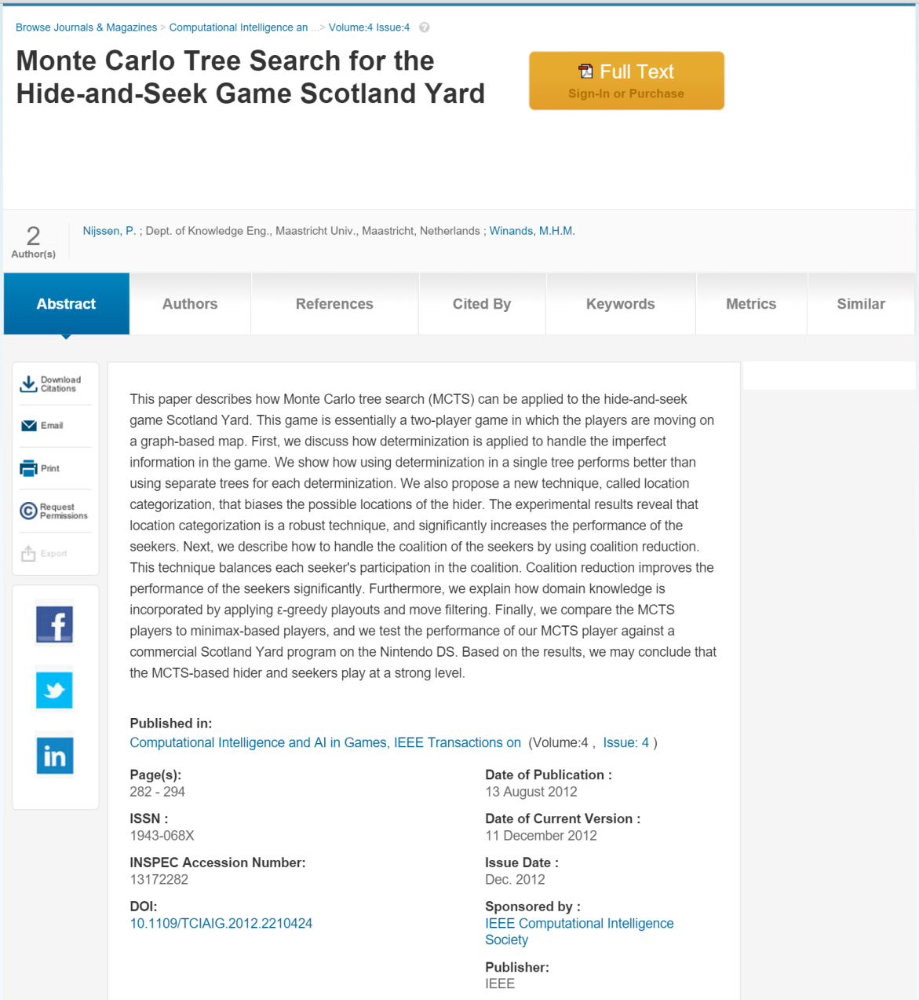 Browse Journals & Magazines > Computational Intelligence an ...> Volume:4 Issue:4 ?
Monte Carlo Tree Search for the
Hide-and-Seek Game Scotland Yard
Full Text
Sign-In or Purchase
2
Author(s)
Nijssen, P. ; Dept. of Knowledge Eng., Maastricht Univ., Maastricht, Netherlands ; Winands, M.H.M.
Abstract Authors References Cited By Keywords Metrics Similar
Download
Citations
Email
Print
Request
Permissions
Export
This paper describes how Monte Carlo tree search (MCTS) can be applied to the hide-and-seek
game Scotland Yard. This game is essentially a two-player game in which the players are moving on
a graph-based map. First, we discuss how determinization is applied to handle the imperfect
information in the game. We show how using determinization in a single tree performs better than
using separate trees for each determinization. We also propose a new technique, called location
categorization, that biases the possible locations of the hider. The experimental results reveal that
location categorization is a robust technique, and significantly increases the performance of the
seekers. Next, we describe how to handle the coalition of the seekers by using coalition reduction.
This technique balances each seeker's participation in the coalition. Coalition reduction improves the
performance of the seekers significantly. Furthermore, we explain how domain knowledge is
incorporated by applying ε-greedy playouts and move filtering. Finally, we compare the MCTS
players to minimax-based players, and we test the performance of our MCTS player against a
commercial Scotland Yard program on the Nintendo DS. Based on the results, we may conclude that
the MCTS-based hider and seekers play at a strong level.
Published in:
Computational Intelligence and AI in Games, IEEE Transactions on (Volume:4 , Issue: 4 )
Page(s):
282 - 294
ISSN :
1943-068X
INSPEC Accession Number:
13172282
DOI:
10.1109/TCIAIG.2012.2210424
Date of Publication :
13 August 2012
Date of Current Version :
11 December 2012
Issue Date :
Dec. 2012
Sponsored by :
IEEE Computational Intelligence
Society
Publisher:
IEEE